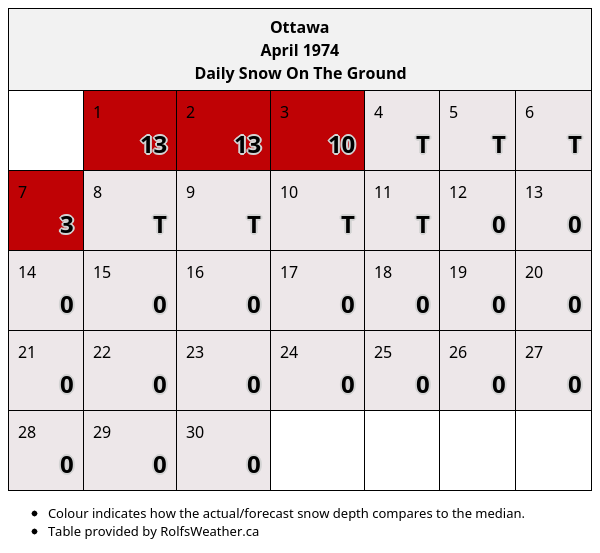 Ottawa
April 1974
Daily Snow On The Ground
1 2 3 4 5 6
13 13 10 T T T
7 8 9 10 11 12 13
3 T T T T 0 0
14 15 16 17 18 19 20
0 0 0 0 0 0 0
21 22 23 24 25 26 27
0 0 0 0 0 0 0
28 29 30
0 0 0
• Colour indicates how the actual/forecast snow depth compares to the median.
• Table provided by RolfsWeather.ca